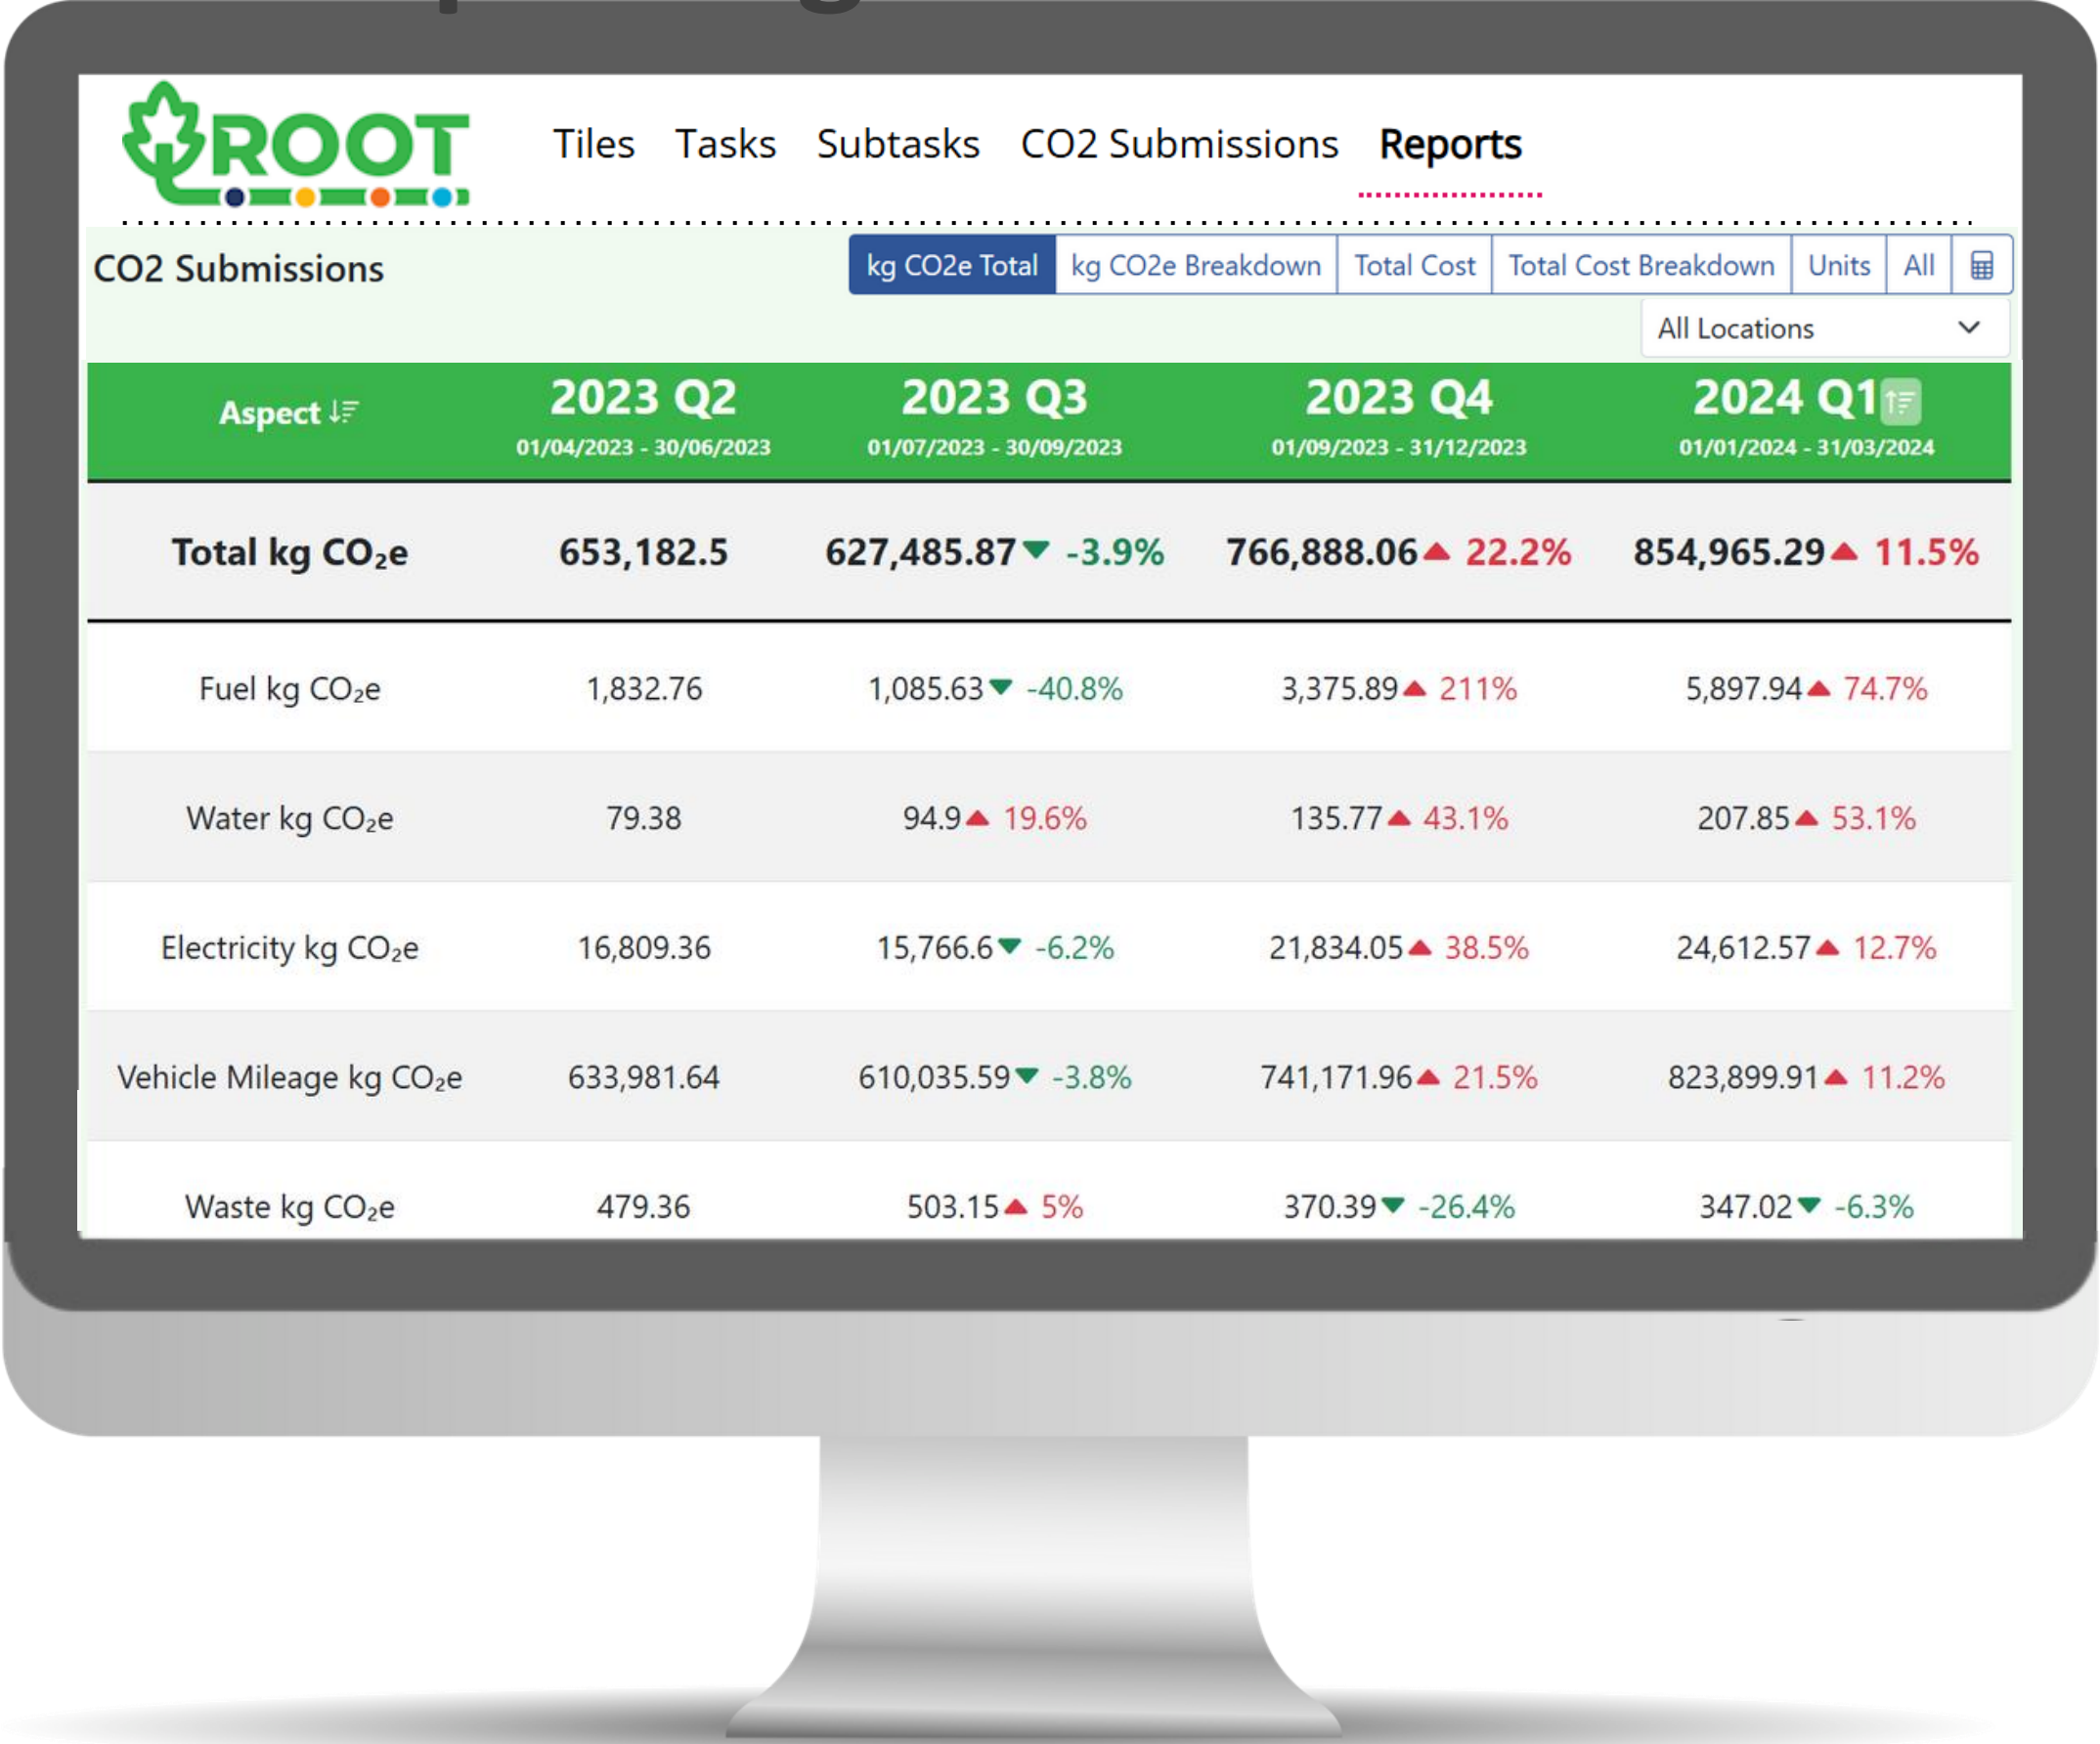 ROOT
Tiles Tasks Subtasks CO2 Submissions Reports
CO2 Submissions
kg CO2e Total kg CO2e Breakdown Total Cost Total Cost Breakdown Units All
All Locations
Aspect 2023 Q2 2023 Q3 2023 Q4 2024 Q1
01/04/2023 - 30/06/2023 01/07/2023 - 30/09/2023 01/09/2023 - 31/12/2023 01/01/2024 - 31/03/2024
Total kg CO₂e 653,182.5 627,485.87▼ -3.9% 766,888.06▲ 22.2% 854,965.29▲ 11.5%
Fuel kg CO₂e 1,832.76 1,085.63▼ -40.8% 3,375.89▲ 211% 5,897.94▲ 74.7%
Water kg CO₂e 79.38 94.9▲ 19.6% 135.77▲ 43.1% 207.85▲ 53.1%
Electricity kg CO₂e 16,809.36 15,766.6▼ -6.2% 21,834.05▲ 38.5% 24,612.57▲ 12.7%
Vehicle Mileage kg CO₂e 633,981.64 610,035.59▼ -3.8% 741,171.96▲ 21.5% 823,899.91▲ 11.2%
Waste kg CO₂e 479.36 503.15▲ 5% 370.39▼ -26.4% 347.02▼ -6.3%